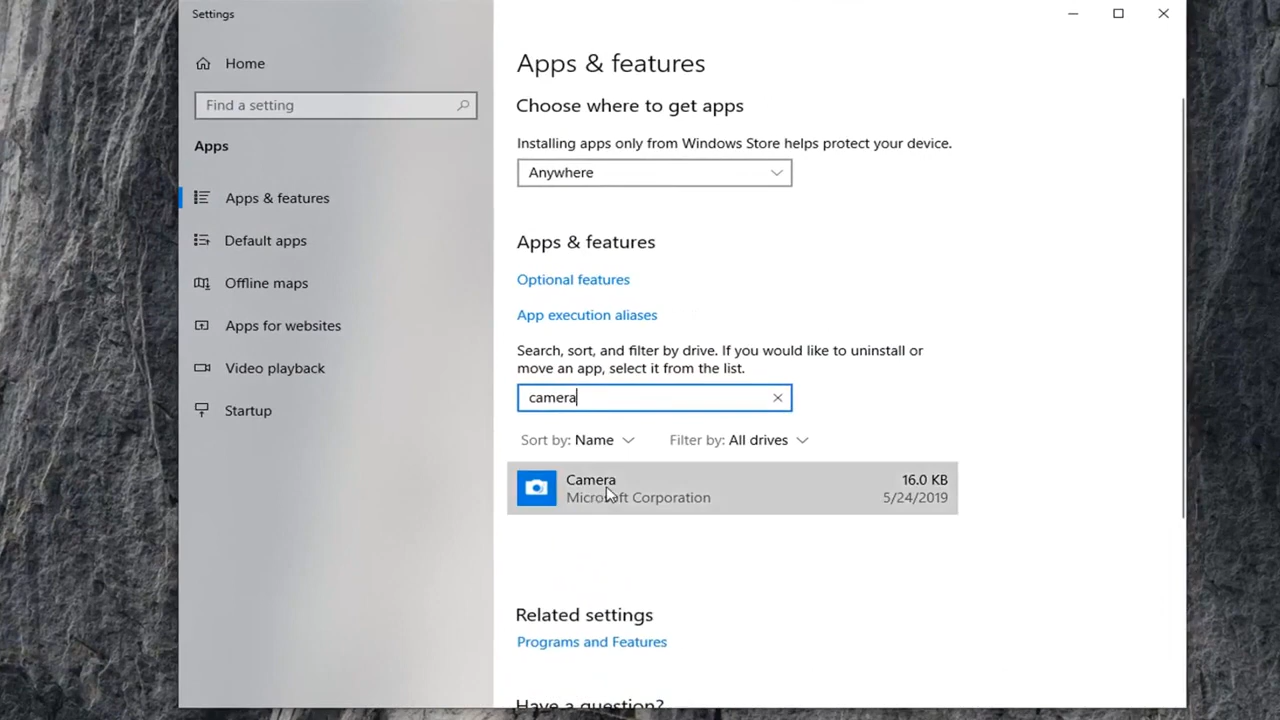 Settings
Home
Find a setting
Apps
Apps & features
Default apps
Offline maps
Apps for websites
Video playback
Startup
Apps & features
Choose where to get apps
Installing apps only from Windows Store helps protect your device.
Anywhere
Apps & features
Optional features
App execution aliases
Search, sort, and filter by drive. If you would like to uninstall or
move an app, select it from the list.
camera
Sort by: Name
Filter by: All drives
Camera 16.0 KB
Microsoft Corporation 5/24/2019
Related settings
Programs and Features
Have a question?